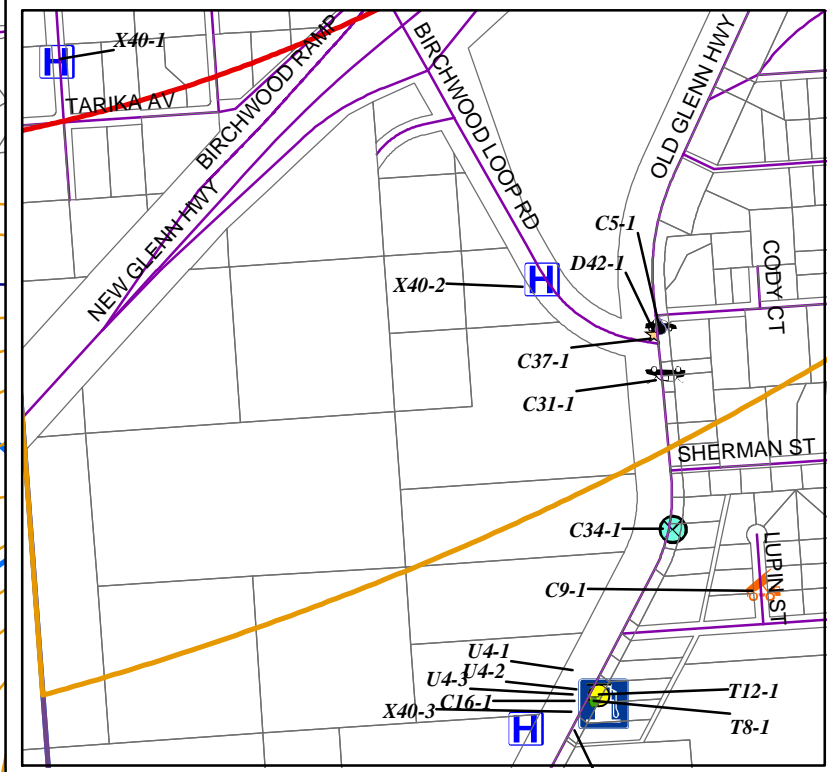 X40-1
H
TARIKA AV
BIRCHWOOD RAMP
BIRCHWOOD LOOP RD
OLD GLENN HWY
NEW GLENN HWY
C5-1
D42-1
CODY CT
X40-2
H
C37-1
C31-1
SHERMAN ST
C34-1
C9-1
LUPIN ST
U4-1
U4-2
U4-3
C16-1
X40-3
H
T12-1
T8-1